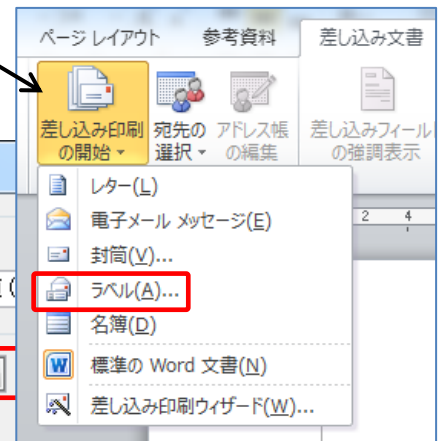 ページ レイアウト 参考資料 差し込み文書
差し込み印刷 宛先の アドレス帳 差し込みフィール
の開始 選択 の編集 の強調表示
レター(L)
2 4
電子メール メッセージ(E)
封筒(V)...
ラベル(A)...
名簿(D)
標準の Word 文書(N)
差し込み印刷ウィザード(W)...